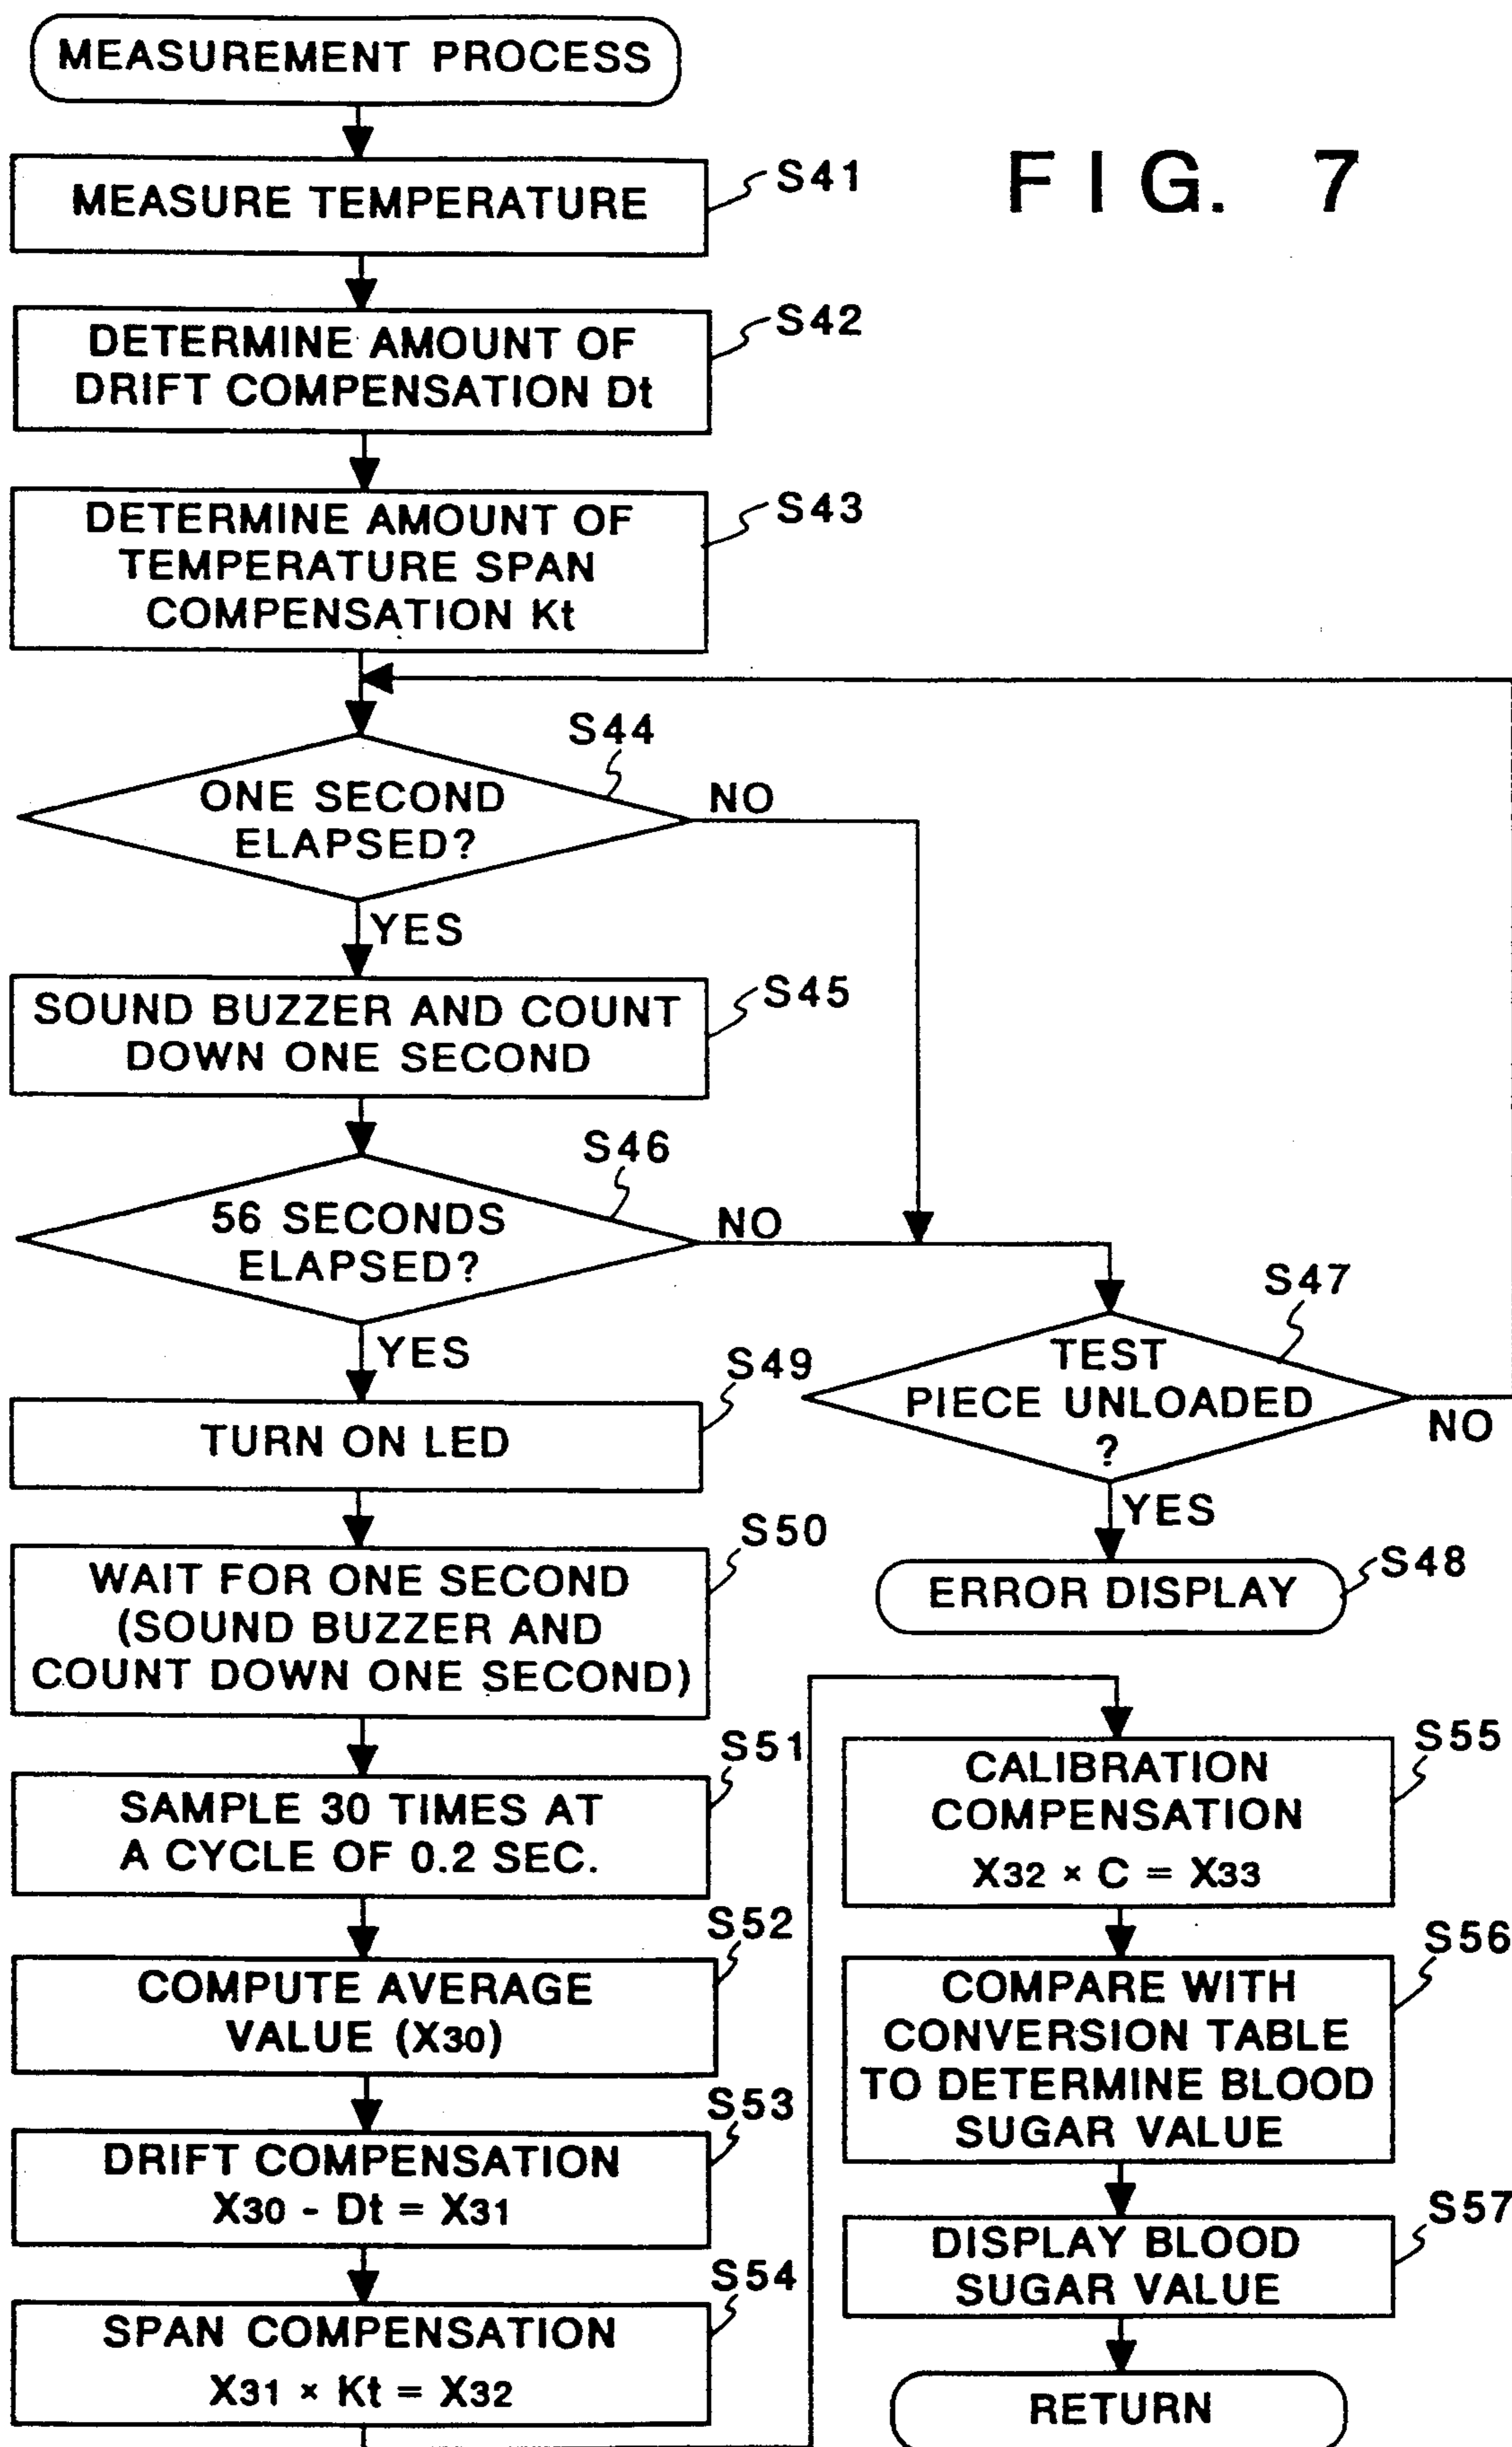 MEASUREMENT PROCESS
FIG. 7
MEASURE TEMPERATURE
S41
DETERMINE AMOUNT OF
DRIFT COMPENSATION Dt
S42
DETERMINE AMOUNT OF
TEMPERATURE SPAN
COMPENSATION Kt
S43
S44
ONE SECOND
ELAPSED?
NO
YES
SOUND BUZZER AND COUNT
DOWN ONE SECOND
S45
S46
56 SECONDS
ELAPSED?
NO
YES
S47
TEST
PIECE UNLOADED
?
NO
YES
ERROR DISPLAY
S48
TURN ON LED
S49
WAIT FOR ONE SECOND
(SOUND BUZZER AND
COUNT DOWN ONE SECOND)
S50
SAMPLE 30 TIMES AT
A CYCLE OF 0.2 SEC.
S51
COMPUTE AVERAGE
VALUE (X30)
S52
DRIFT COMPENSATION
X30 - Dt = X31
S53
SPAN COMPENSATION
X31 × Kt = X32
S54
CALIBRATION
COMPENSATION
X32 × C = X33
S55
COMPARE WITH
CONVERSION TABLE
TO DETERMINE BLOOD
SUGAR VALUE
S56
DISPLAY BLOOD
SUGAR VALUE
S57
RETURN